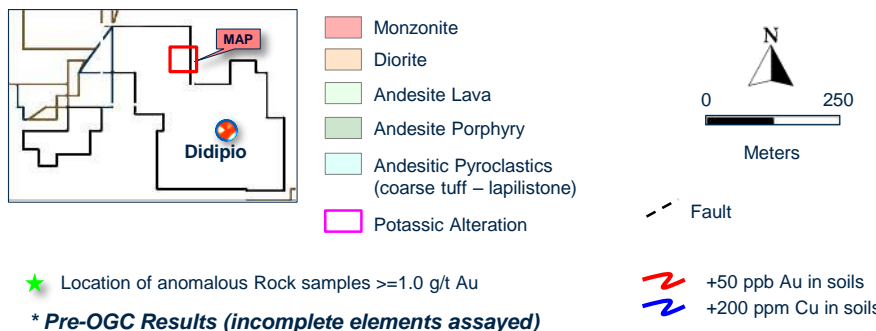 MAP
Didipio
Monzonite
Diorite
Andesite Lava
Andesite Porphyry
Andesitic Pyroclastics
(coarse tuff – lapilistone)
Potassic Alteration
N
0 250
Meters
Fault
Location of anomalous Rock samples >=1.0 g/t Au
* Pre-OGC Results (incomplete elements assayed)
+50 ppb Au in soils
+200 ppm Cu in soils